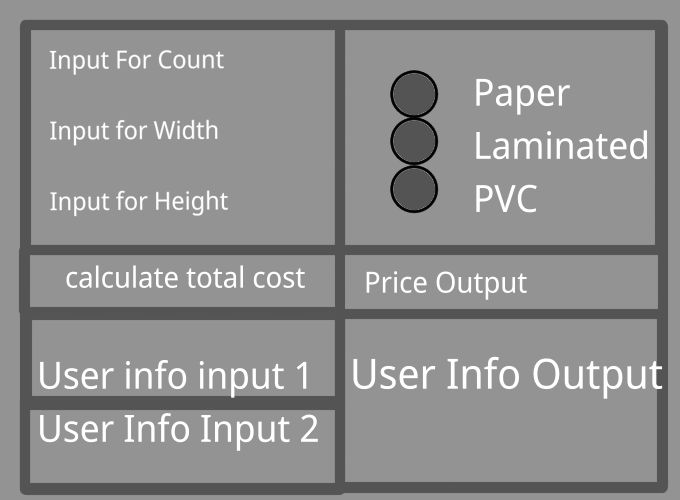 Input For Count
Input for Width
Input for Height
Paper
Laminated
PVC
calculate total cost
Price Output
User info input 1
User Info Input 2
User Info Output